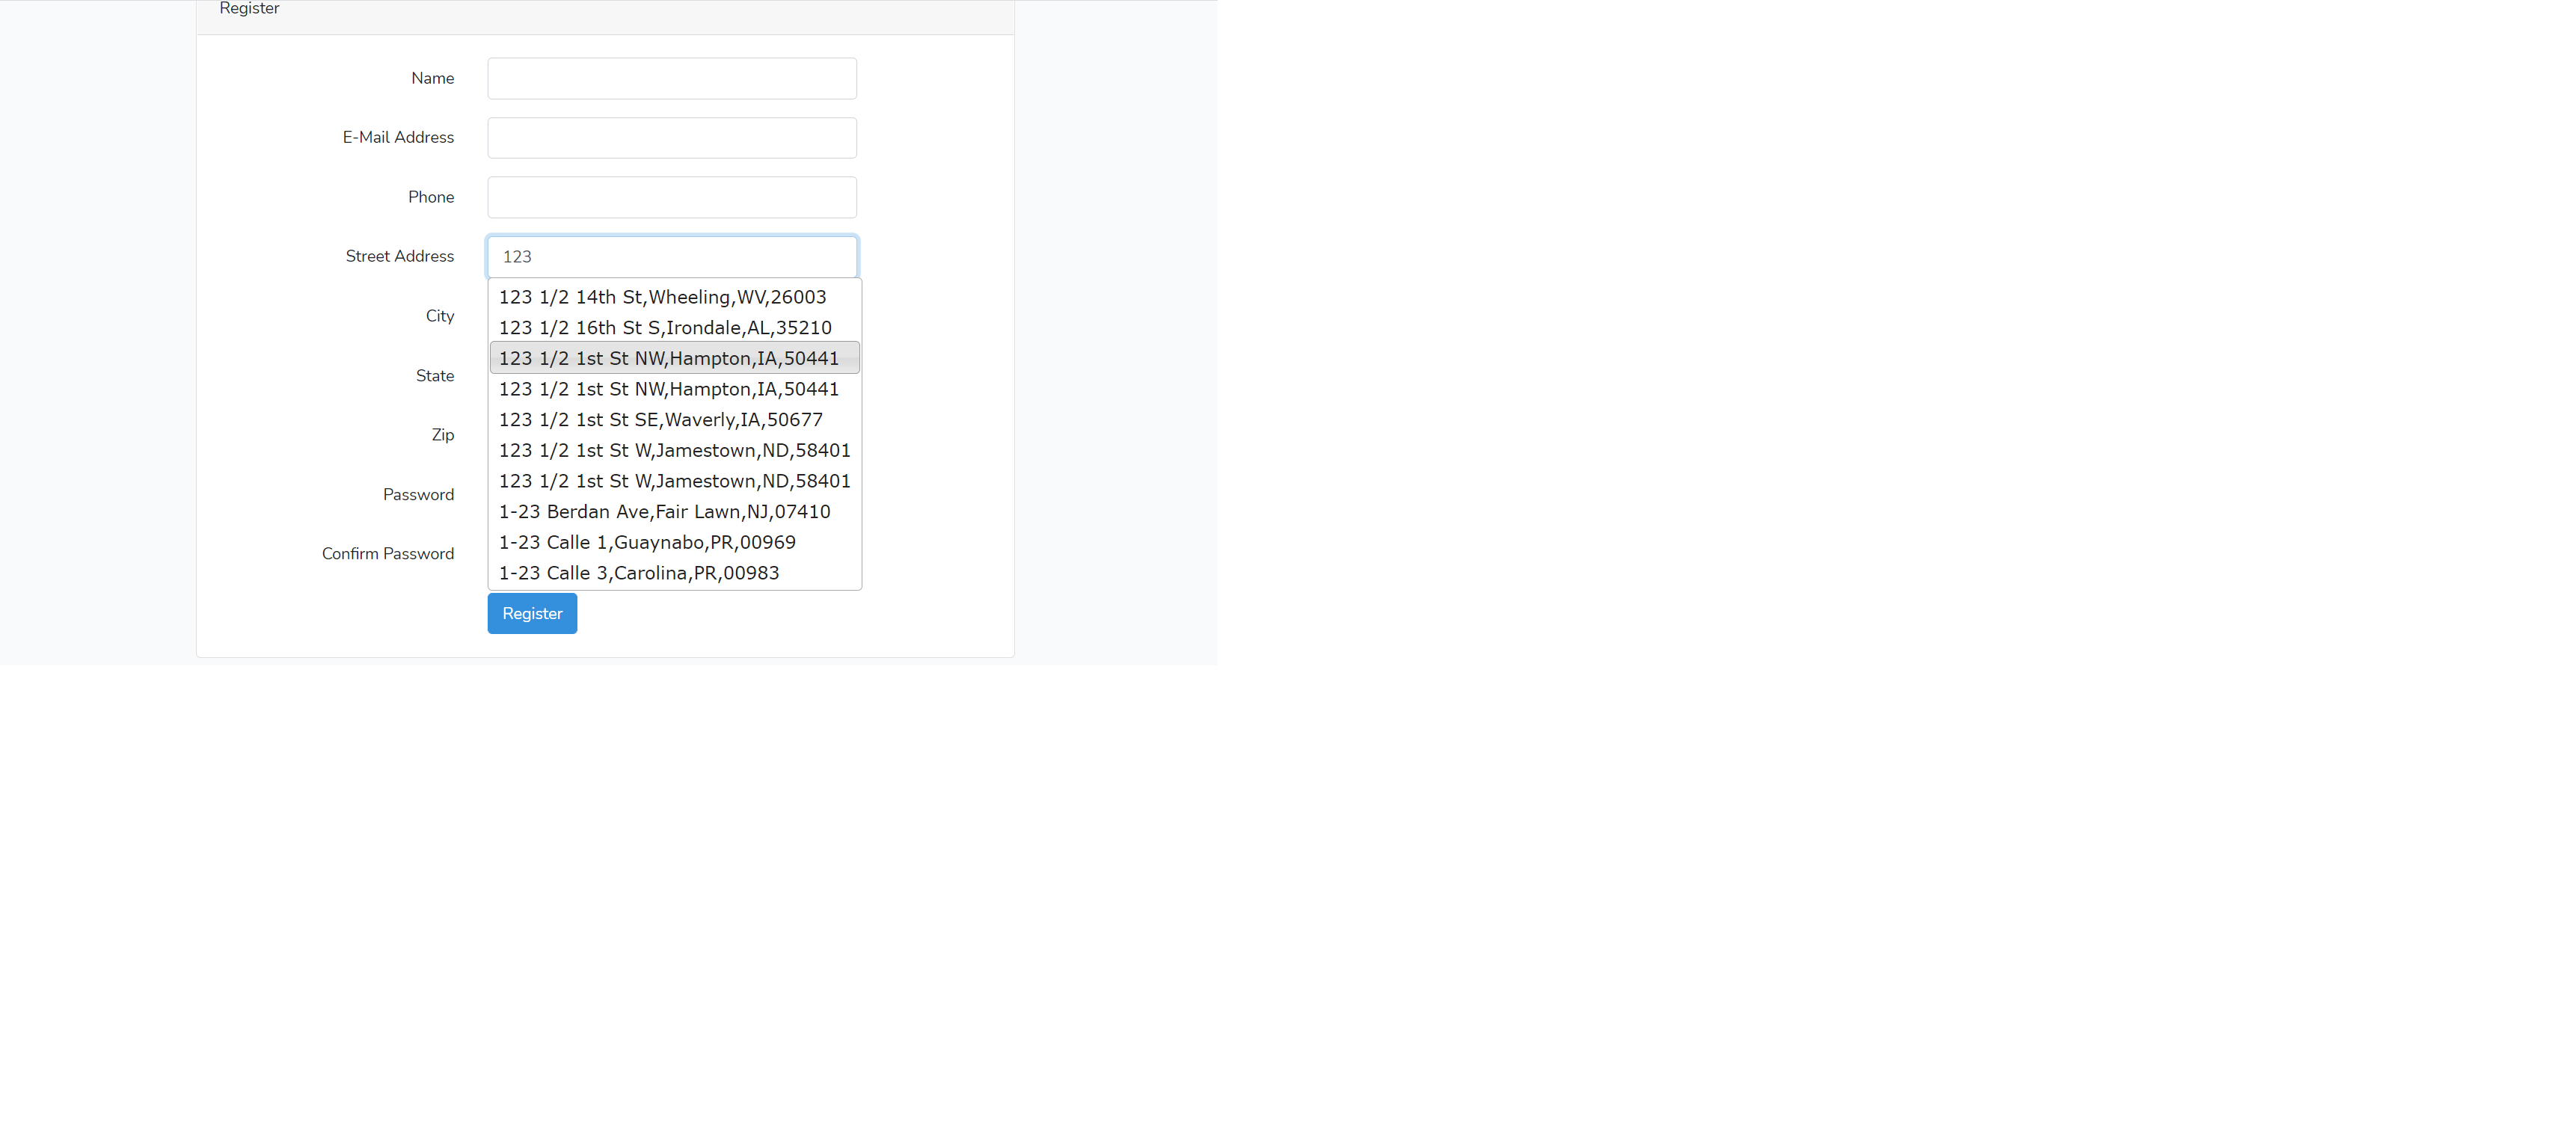 Register
Name
E-Mail Address
Phone
Street Address
123
123 1/2 14th St,Wheeling,WV,26003
123 1/2 16th St S,Irondale,AL,35210
123 1/2 1st St NW,Hampton,IA,50441
123 1/2 1st St NW,Hampton,IA,50441
123 1/2 1st St SE,Waverly,IA,50677
123 1/2 1st St W,Jamestown,ND,58401
123 1/2 1st St W,Jamestown,ND,58401
1-23 Berdan Ave,Fair Lawn,NJ,07410
1-23 Calle 1,Guaynabo,PR,00969
1-23 Calle 3,Carolina,PR,00983
City
State
Zip
Password
Confirm Password
Register